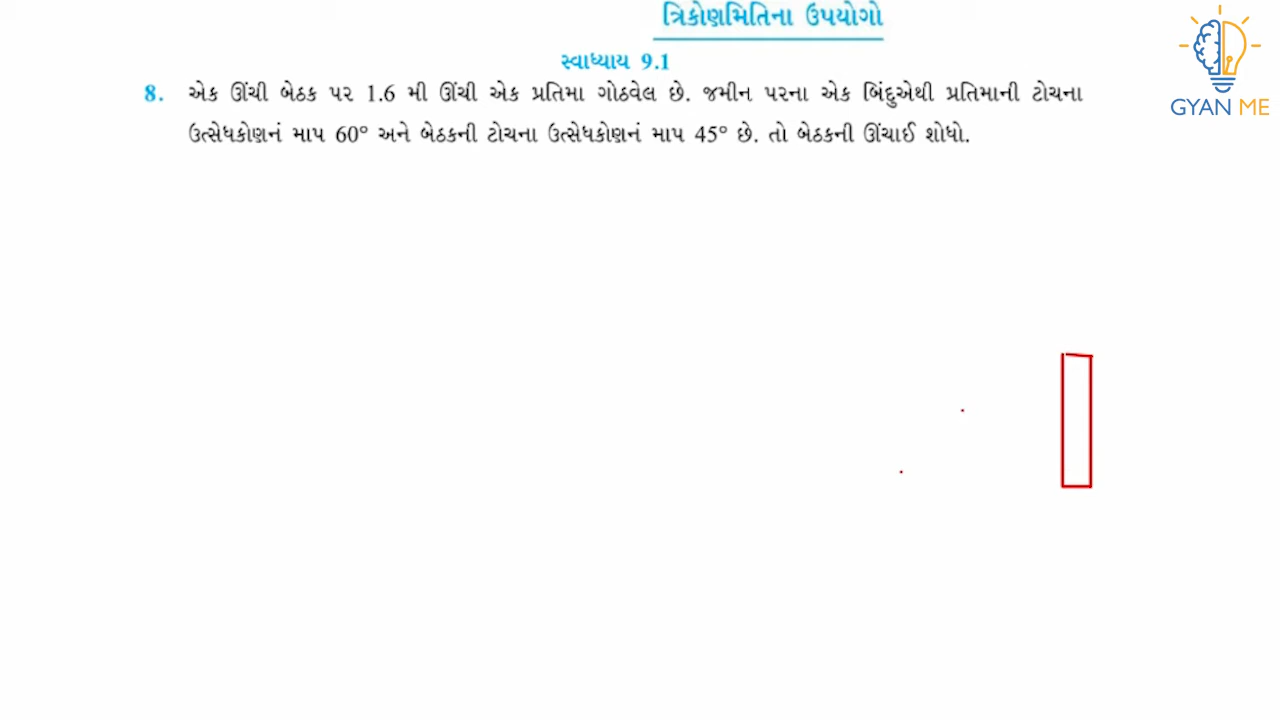 ત્રિકોણમિતિના ઉપયોગો
સ્વાધ્યાય 9.1
8. એક ઊંચી બેઠક પર 1.6 મી ઊંચી એક પ્રતિમા ગોઠવેલ છે. જમીન પરના એક બિંદુએથી પ્રતિમાની ટોચના
ઉત્સેધકોણનં માપ 60° અને બેઠકની ટોચના ઉત્સેધકોણનં માપ 45° છે. તો બેઠકની ઊંચાઈ શોધો.
GYAN ME